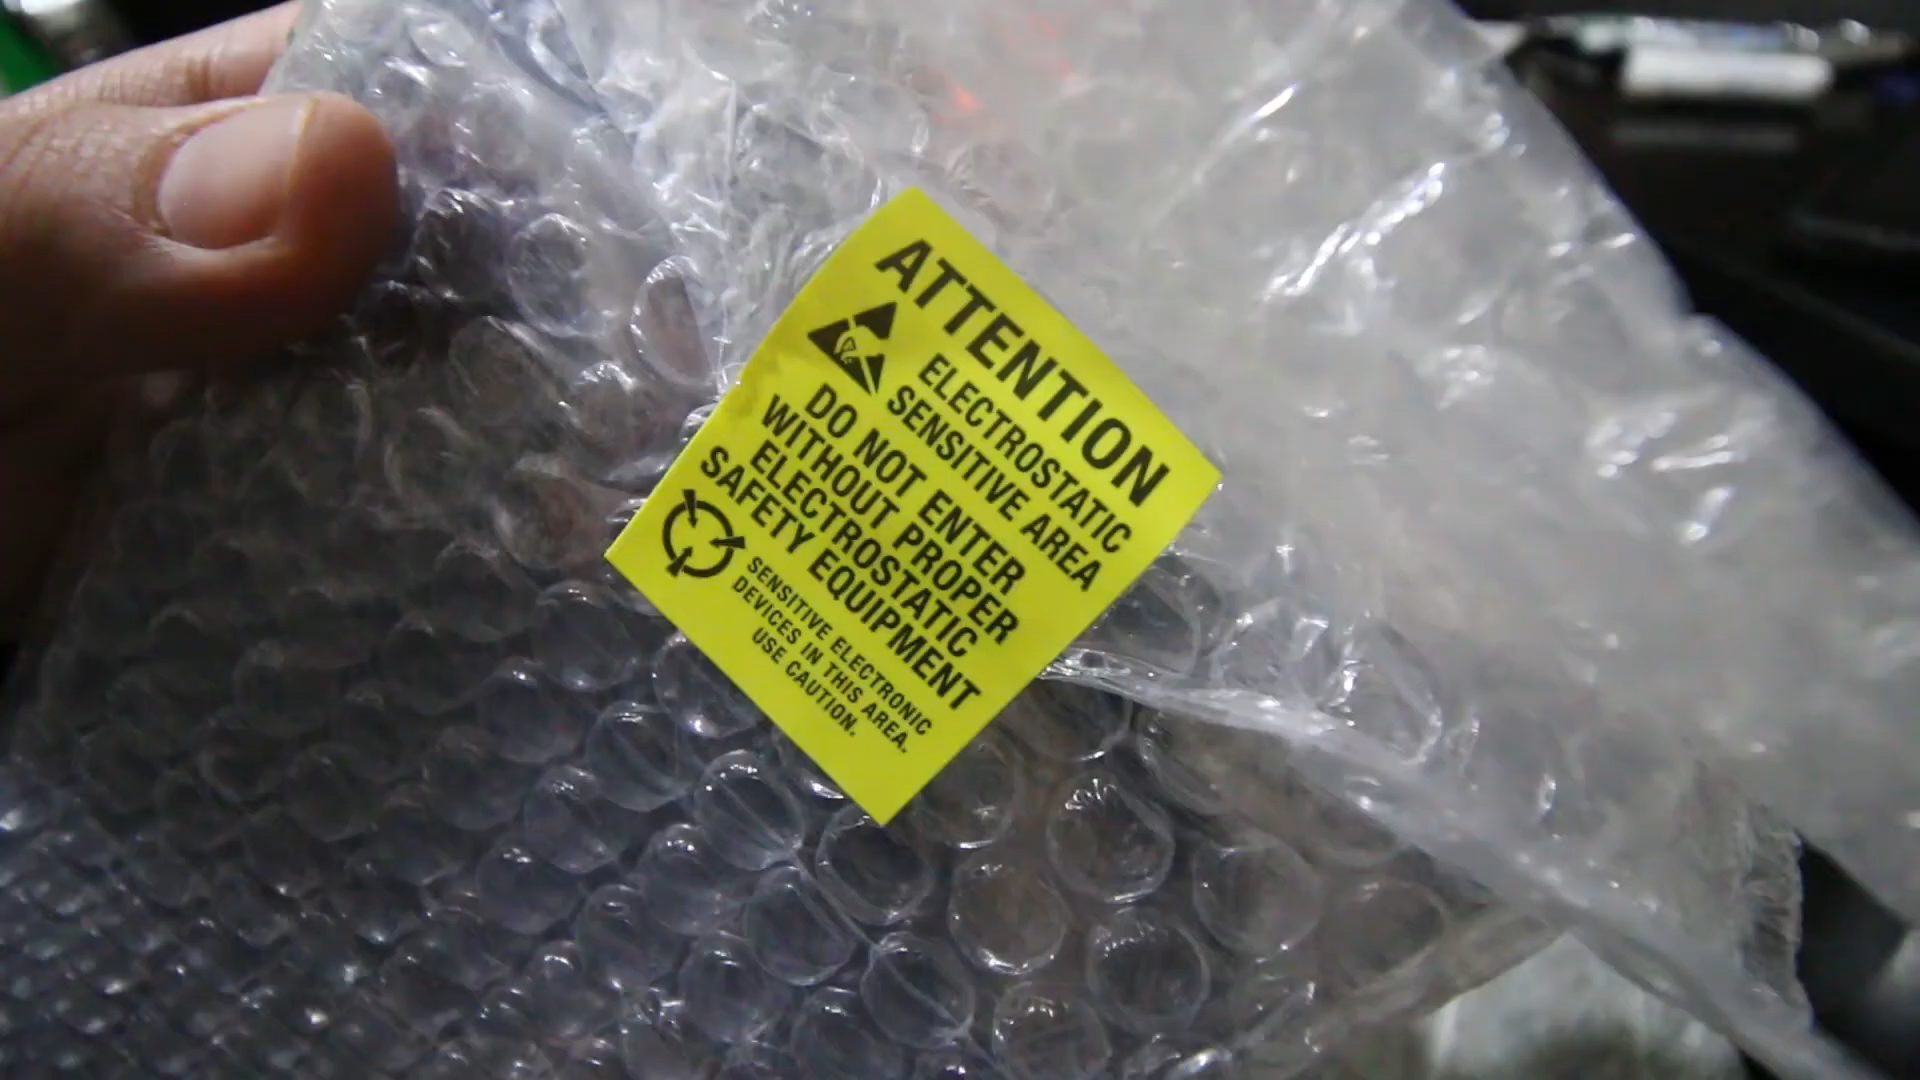 ATTENTION
ELECTROSTATIC
SENSITIVE AREA
DO NOT ENTER
WITHOUT PROPER
ELECTROSTATIC
SAFETY EQUIPMENT
SENSITIVE ELECTRONIC
DEVICES IN THIS AREA.
USE CAUTION.